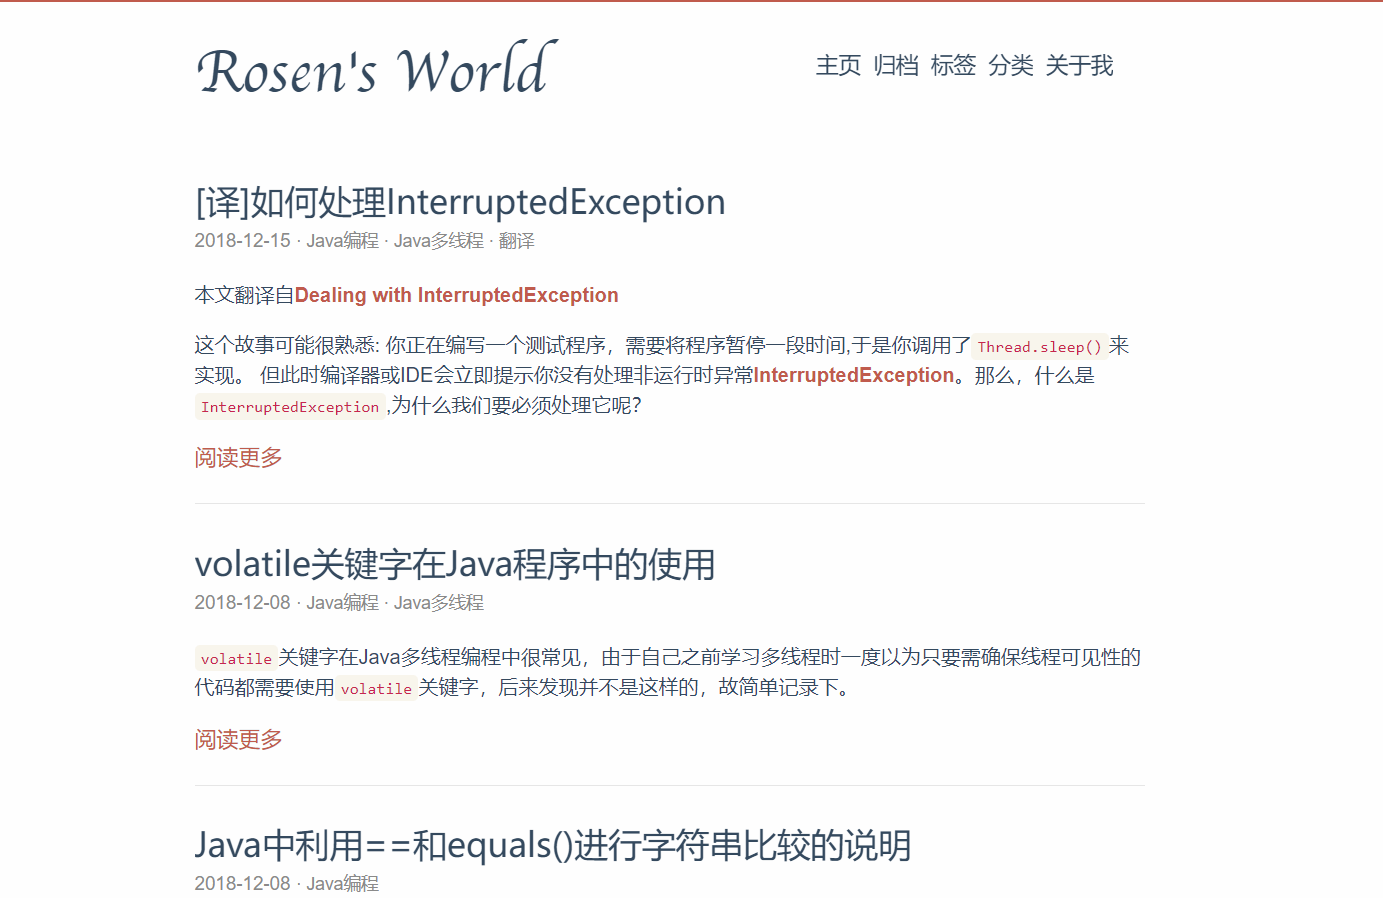 Rosen's World
主页 归档 标签 分类 关于我
[译]如何处理InterruptedException
2018-12-15 · Java编程 · Java多线程 · 翻译
本文翻译自Dealing with InterruptedException
这个故事可能很熟悉: 你正在编写一个测试程序，需要将程序暂停一段时间,于是你调用了 Thread.sleep() 来
实现。 但此时编译器或IDE会立即提示你没有处理非运行时异常InterruptedException。那么，什么是
InterruptedException ,为什么我们要必须处理它呢?
阅读更多
volatile关键字在Java程序中的使用
2018-12-08 · Java编程 · Java多线程
volatile 关键字在Java多线程编程中很常见，由于自己之前学习多线程时一度以为只要需确保线程可见性的
代码都需要使用 volatile 关键字，后来发现并不是这样的，故简单记录下。
阅读更多
Java中利用==和equals()进行字符串比较的说明
2018-12-08 · Java编程